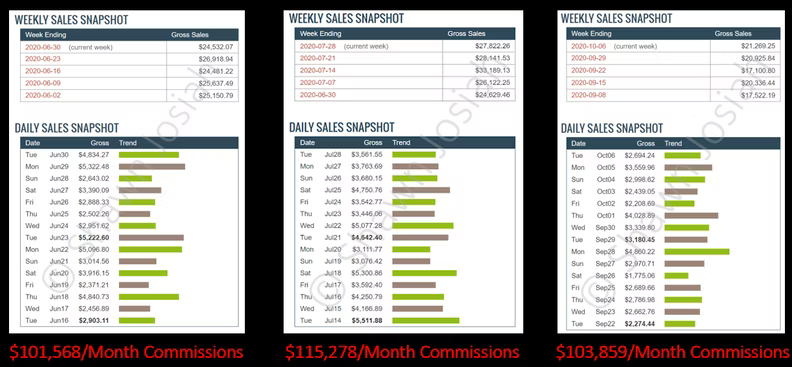 WEEKLY SALES SNAPSHOT
Week Ending Gross Sales
2020-06-30 (current week) $24,532.07
2020-06-23 $26,918.94
2020-06-16 $24,481.22
2020-06-09 $25,637.49
2020-06-02 $25,150.79
DAILY SALES SNAPSHOT
Date Gross Trend
Tue Jun30 $4,834.27
Mon Jun29 $5,322.48
Sun Jun28 $2,643.02
Sat Jun27 $3,390.09
Fri Jun26 $2,888.33
Thu Jun25 $2,502.26
Wed Jun24 $2,951.62
Tue Jun23 $5,222.60
Mon Jun22 $5,096.80
Sun Jun21 $3,014.56
Sat Jun20 $3,916.15
Fri Jun19 $2,371.21
Thu Jun18 $4,840.73
Wed Jun17 $2,456.89
Tue Jun16 $2,903.11
$101,568/Month Commissions
WEEKLY SALES SNAPSHOT
Week Ending Gross Sales
2020-07-28 (current week) $27,822.26
2020-07-21 $28,141.53
2020-07-14 $33,189.13
2020-07-07 $26,122.25
2020-06-30 $24,629.46
DAILY SALES SNAPSHOT
Date Gross Trend
Tue Jul28 $3,561.55
Mon Jul27 $3,763.69
Sun Jul26 $3,680.15
Sat Jul25 $4,750.76
Fri Jul24 $3,542.77
Thu Jul23 $3,446.06
Wed Jul22 $5,077.28
Tue Jul21 $4,642.40
Mon Jul20 $3,111.77
Sun Jul19 $3,076.42
Sat Jul18 $5,300.86
Fri Jul17 $3,592.40
Thu Jul16 $4,250.79
Wed Jul15 $4,166.89
Tue Jul14 $5,511.88
$115,278/Month Commissions
WEEKLY SALES SNAPSHOT
Week Ending Gross Sales
2020-10-06 (current week) $21,269.25
2020-09-29 $20,925.84
2020-09-22 $17,100.80
2020-09-15 $20,336.44
2020-09-08 $17,522.19
DAILY SALES SNAPSHOT
Date Gross Trend
Tue Oct06 $2,694.24
Mon Oct05 $3,559.96
Sun Oct04 $2,998.62
Sat Oct03 $2,439.05
Fri Oct02 $2,208.69
Thu Oct01 $4,028.89
Wed Sep30 $3,339.80
Tue Sep29 $3,180.45
Mon Sep28 $4,860.22
Sun Sep27 $2,970.71
Sat Sep26 $1,775.06
Fri Sep25 $2,689.66
Thu Sep24 $2,786.98
Wed Sep23 $2,662.76
Tue Sep22 $2,274.44
$103,859/Month Commissions
© Shawn Josiah
© Shawn Josiah
© Shawn Josiah